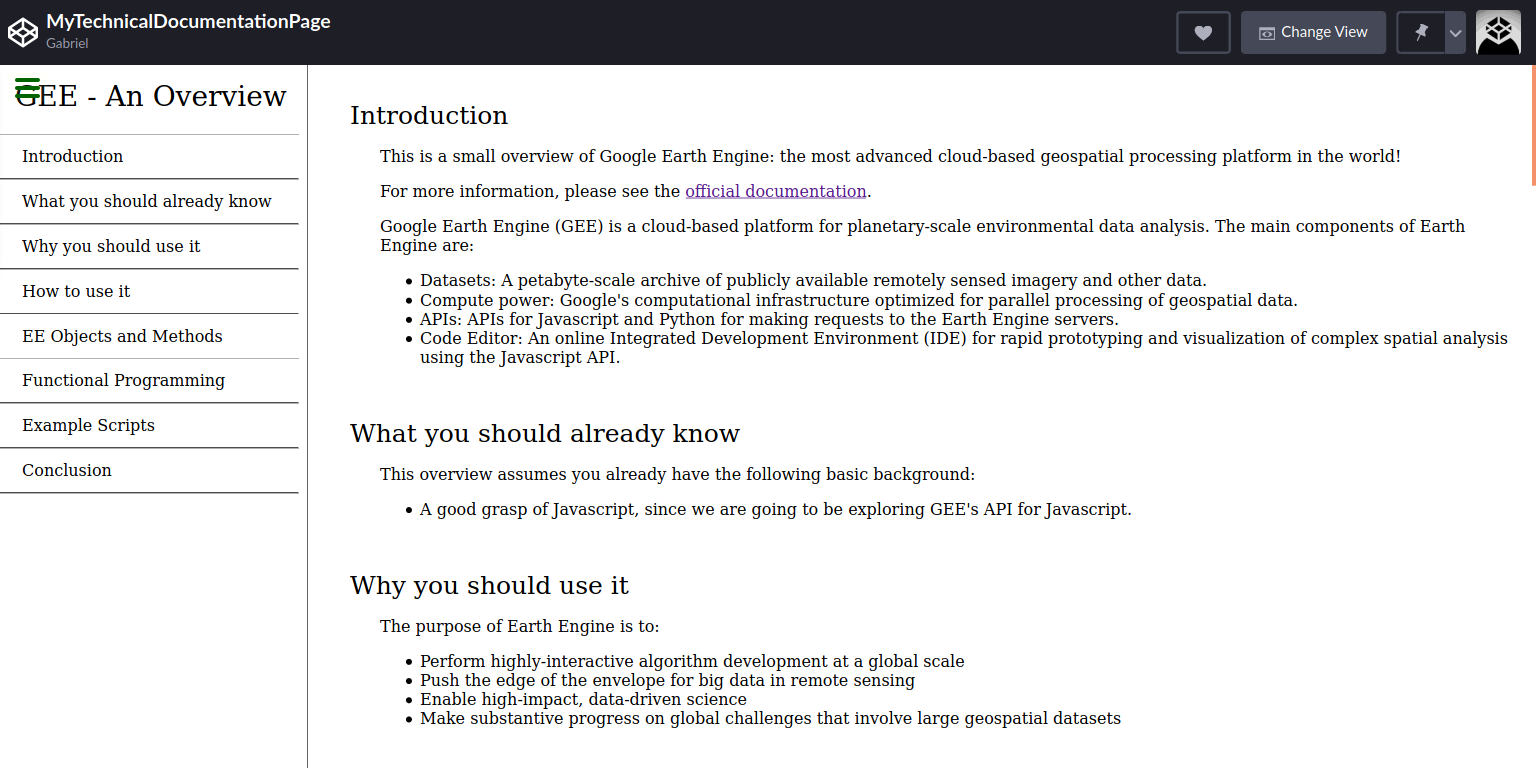 MyTechnicalDocumentationPage
Gabriel
Change View
GEE - An Overview
Introduction
What you should already know
Why you should use it
How to use it
EE Objects and Methods
Functional Programming
Example Scripts
Conclusion
Introduction
This is a small overview of Google Earth Engine: the most advanced cloud-based geospatial processing platform in the world!
For more information, please see the official documentation.
Google Earth Engine (GEE) is a cloud-based platform for planetary-scale environmental data analysis. The main components of Earth
Engine are:
• Datasets: A petabyte-scale archive of publicly available remotely sensed imagery and other data.
• Compute power: Google's computational infrastructure optimized for parallel processing of geospatial data.
• APIs: APIs for Javascript and Python for making requests to the Earth Engine servers.
• Code Editor: An online Integrated Development Environment (IDE) for rapid prototyping and visualization of complex spatial analysis
using the Javascript API.
What you should already know
This overview assumes you already have the following basic background:
• A good grasp of Javascript, since we are going to be exploring GEE's API for Javascript.
Why you should use it
The purpose of Earth Engine is to:
• Perform highly-interactive algorithm development at a global scale
• Push the edge of the envelope for big data in remote sensing
• Enable high-impact, data-driven science
• Make substantive progress on global challenges that involve large geospatial datasets